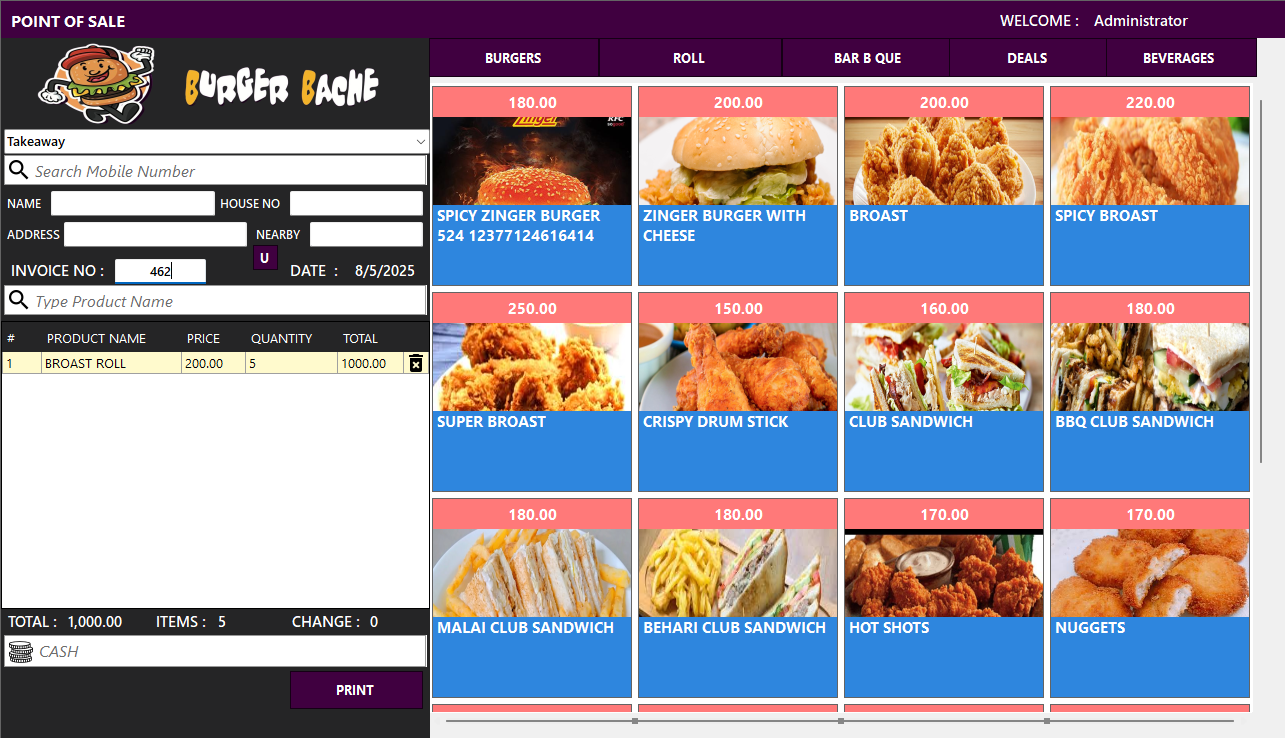 POINT OF SALE
WELCOME : Administrator
BURGER BACHE
Takeaway
Search Mobile Number
NAME
HOUSE NO
ADDRESS
NEARBY
U
INVOICE NO : 462
DATE : 8/5/2025
Type Product Name
# PRODUCT NAME PRICE QUANTITY TOTAL
1 BROAST ROLL 200.00 5 1000.00
TOTAL : 1,000.00 ITEMS : 5 CHANGE : 0
CASH
PRINT
BURGERS ROLL BAR B QUE DEALS BEVERAGES
180.00
Zinger
KFC
SPICY ZINGER BURGER
524 12377124616414
200.00
ZINGER BURGER WITH
CHEESE
200.00
BROAST
220.00
SPICY BROAST
250.00
SUPER BROAST
150.00
CRISPY DRUM STICK
160.00
CLUB SANDWICH
180.00
BBQ CLUB SANDWICH
180.00
MALAI CLUB SANDWICH
180.00
BEHARI CLUB SANDWICH
170.00
HOT SHOTS
170.00
NUGGETS